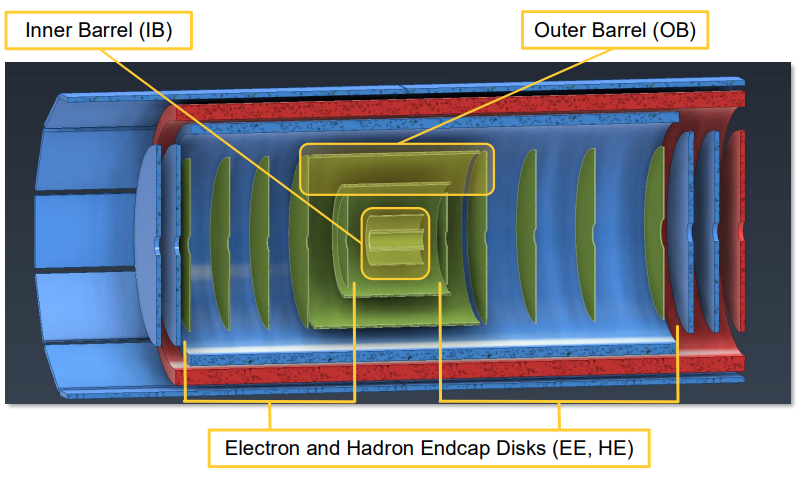 Inner Barrel (IB)
Outer Barrel (OB)
Electron and Hadron Endcap Disks (EE, HE)